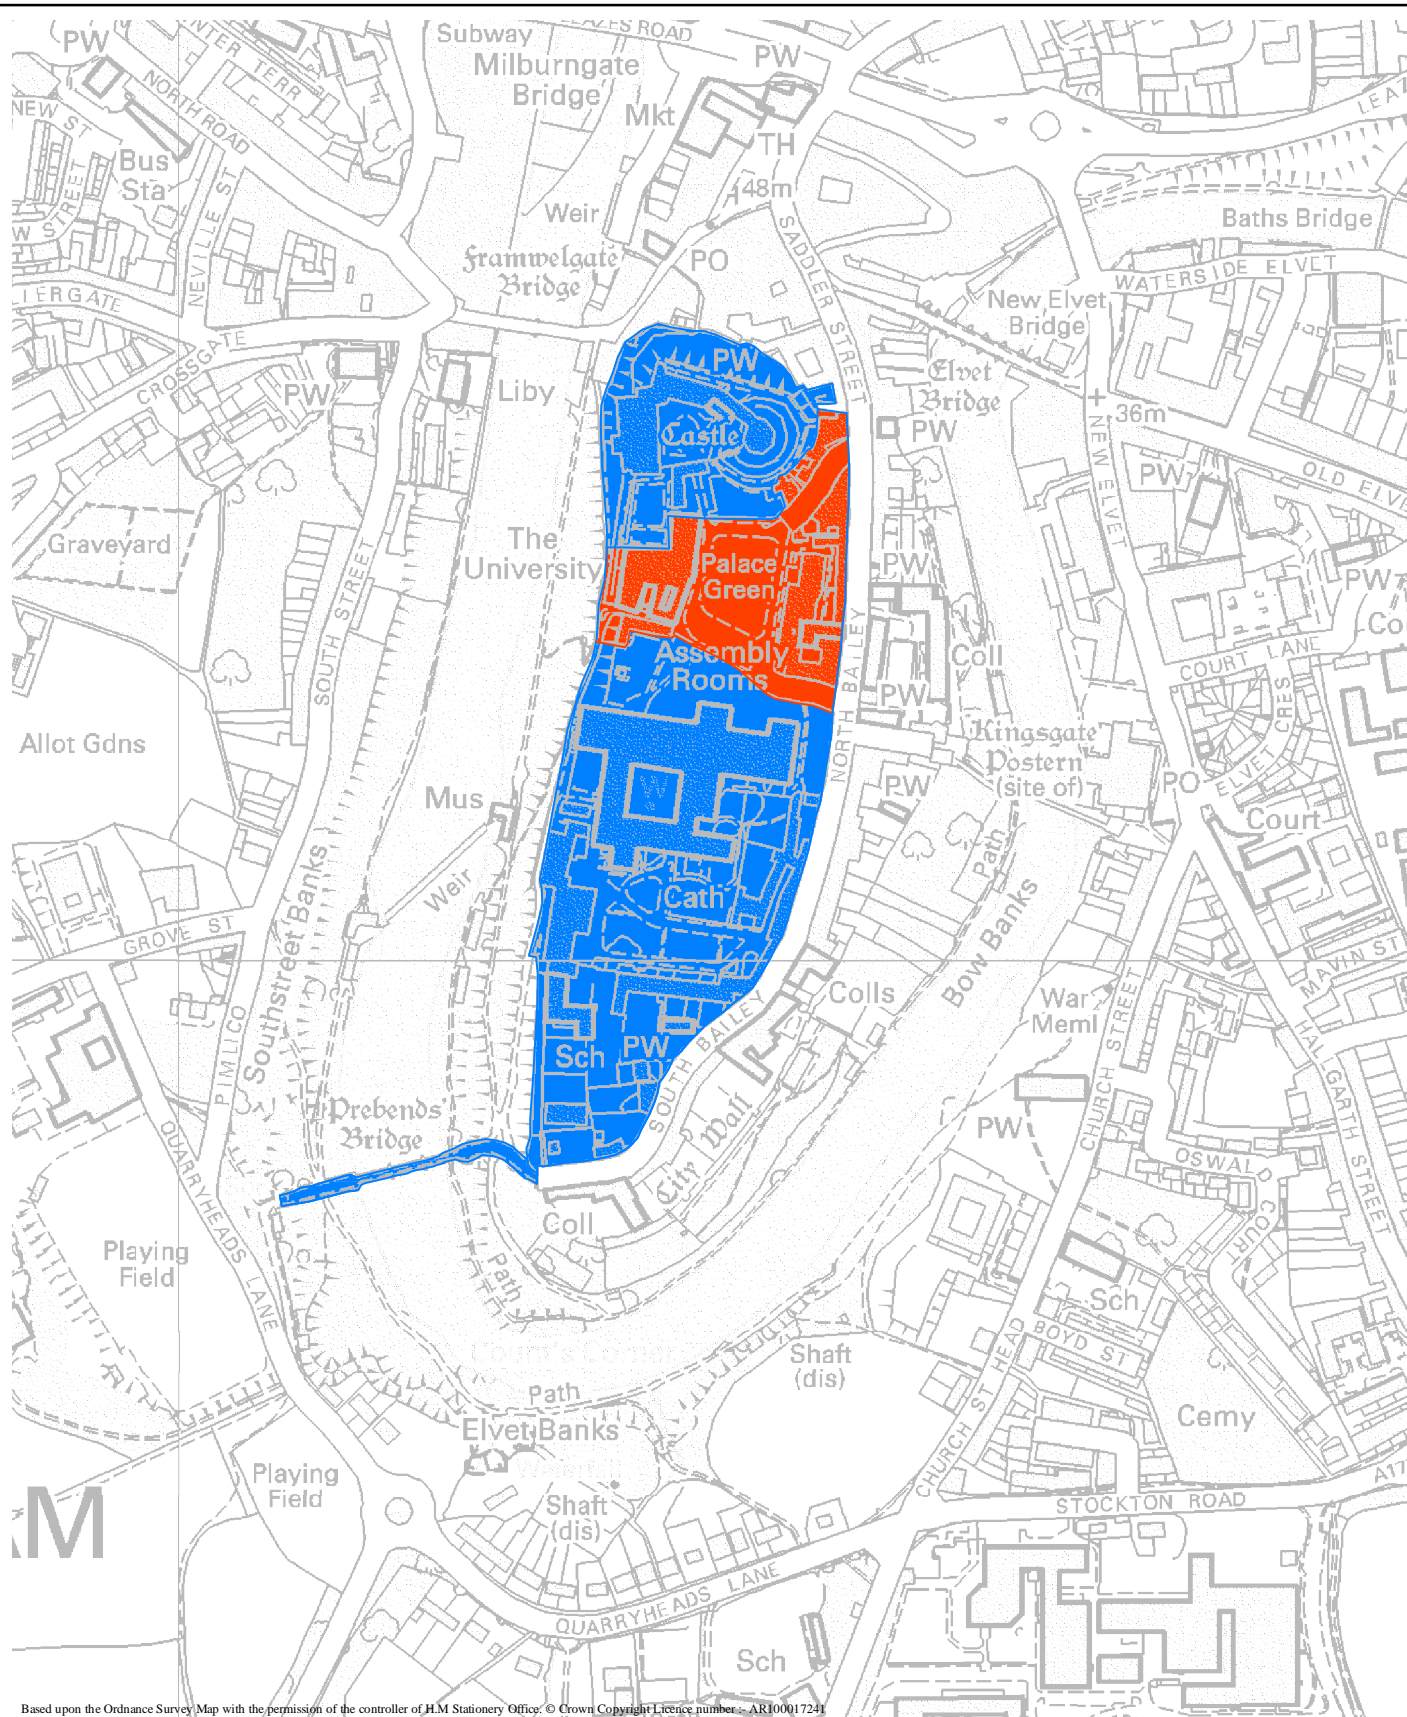 PW
Subway
LEAZES ROAD
NORTH ROAD
TERR
Milburngate
Bridge
PW
Mkt
NEW ST
Bus
Sta
TH
48m
STREET
NEVILLE ST
Weir
SADDLER STREET
Baths Bridge
Framwelgate
Bridge
PO
WATERSIDE ELVET
New Elvet
Bridge
CROSSGATE
PW
Liby
PW
Elvet
Bridge
Castle
PW
36m
NEW ELVET
PW
OLD
Graveyard
The
University
Palace
Green
PW
PW
SOUTH STREET
Assembly
Rooms
NORTH BAILEY
Coll
COURT LANE
PW
Allot Gdns
Kingsgate
Postern
(site of)
ELVET CRES
Mus
PW
PO
Court
Southstreet Banks
Weir
Cath
Path
Bow Banks
GROVE ST
MAVIN ST
PIMLICO
Colls
War
Meml
Sch
PW
SOUTH BAILEY
CHURCH STREET
HALLGARTH STREET
Prebends'
Bridge
City Wall
PW
QUARRYHEADS LANE
OSWALD COURT
Coll
Playing
Field
Path
Sch
BOYD ST
Shaft
(dis)
CHURCH ST HEAD
Path
Elvet Banks
Cemy
Playing
Field
Shaft
(dis)
STOCKTON ROAD
A17
AM
QUARRYHEADS LANE
Sch
Based upon the Ordnance Survey Map with the permission of the controller of H.M Stationery Office. © Crown Copyright Licence number :- AR100017241